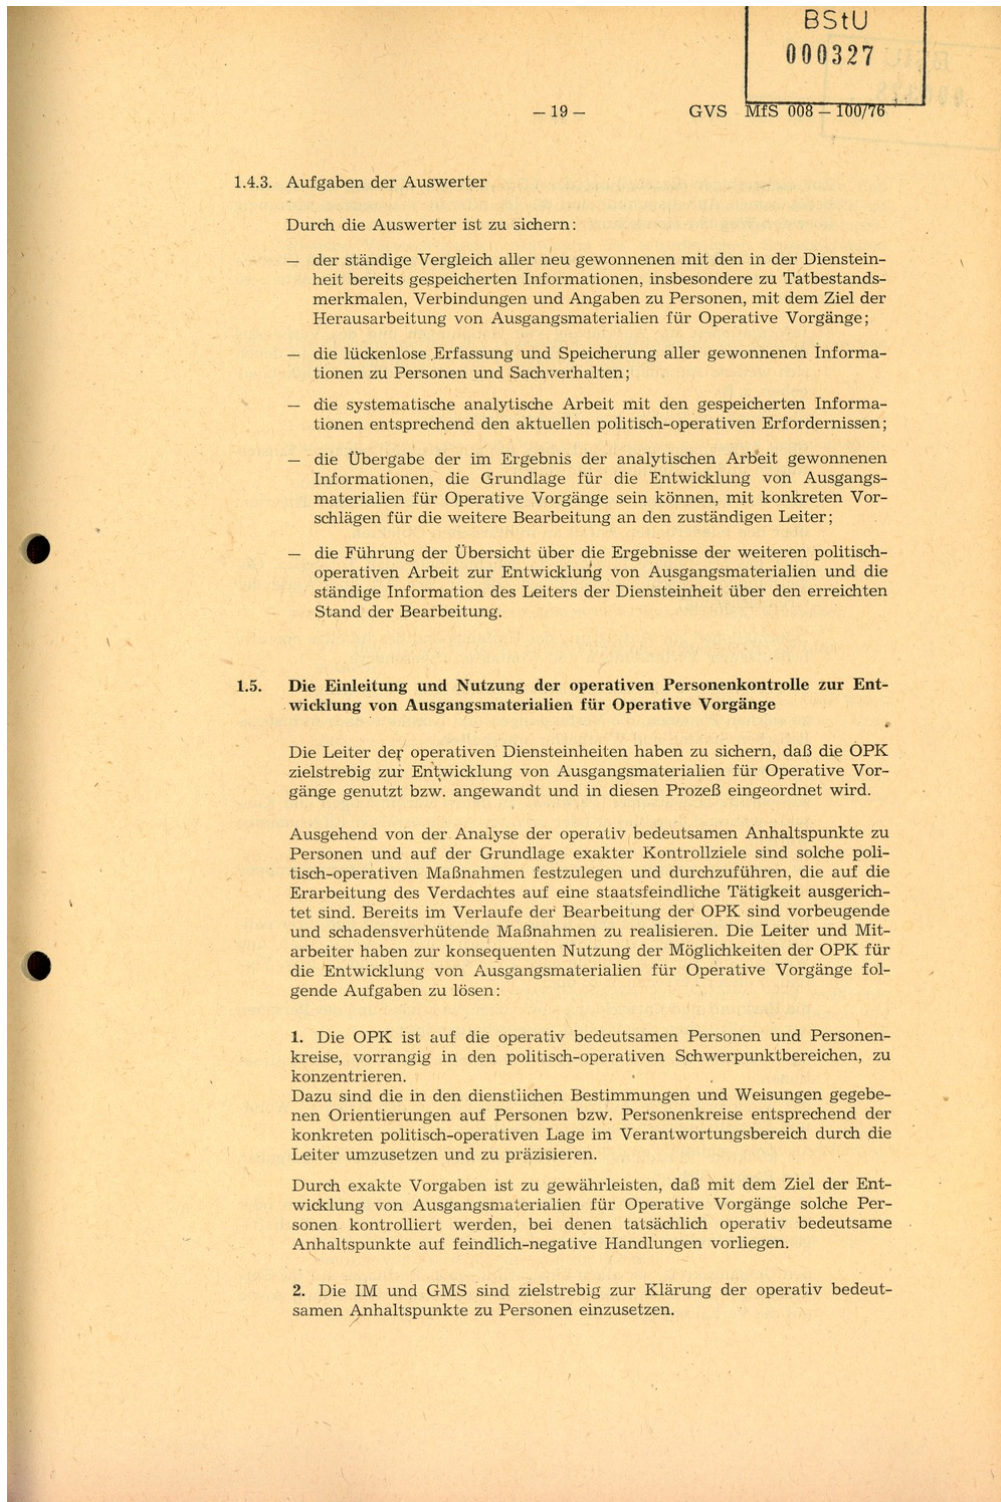 BStU
000327
— 19 —
GVS MfS 008 — 100/76
1.4.3. Aufgaben der Auswerter
Durch die Auswerter ist zu sichern:
— der ständige Vergleich aller neu gewonnenen mit den in der Dienstein-
heit bereits gespeicherten Informationen, insbesondere zu Tatbestands-
merkmalen, Verbindungen und Angaben zu Personen, mit dem Ziel der
Herausarbeitung von Ausgangsmaterialien für Operative Vorgänge;
— die lückenlose Erfassung und Speicherung aller gewonnenen Informa-
tionen zu Personen und Sachverhalten;
— die systematische analytische Arbeit mit den gespeicherten Informa-
tionen entsprechend den aktuellen politisch-operativen Erfordernissen;
— die Übergabe der im Ergebnis der analytischen Arbeit gewonnenen
Informationen, die Grundlage für die Entwicklung von Ausgangs-
materialien für Operative Vorgänge sein können, mit konkreten Vor-
schlägen für die weitere Bearbeitung an den zuständigen Leiter;
— die Führung der Übersicht über die Ergebnisse der weiteren politisch-
operativen Arbeit zur Entwicklung von Ausgangsmaterialien und die
ständige Information des Leiters der Diensteinheit über den erreichten
Stand der Bearbeitung.
1.5. Die Einleitung und Nutzung der operativen Personenkontrolle zur Ent-
wicklung von Ausgangsmaterialien für Operative Vorgänge
Die Leiter der operativen Diensteinheiten haben zu sichern, daß die OPK
zielstrebig zur Entwicklung von Ausgangsmaterialien für Operative Vor-
gänge genutzt bzw. angewandt und in diesen Prozeß eingeordnet wird.
Ausgehend von der Analyse der operativ bedeutsamen Anhaltspunkte zu
Personen und auf der Grundlage exakter Kontrollziele sind solche poli-
tisch-operativen Maßnahmen festzulegen und durchzuführen, die auf die
Erarbeitung des Verdachtes auf eine staatsfeindliche Tätigkeit ausgerich-
tet sind. Bereits im Verlaufe der Bearbeitung der OPK sind vorbeugende
und schadensverhütende Maßnahmen zu realisieren. Die Leiter und Mit-
arbeiter haben zur konsequenten Nutzung der Möglichkeiten der OPK für
die Entwicklung von Ausgangsmaterialien für Operative Vorgänge fol-
gende Aufgaben zu lösen:
1. Die OPK ist auf die operativ bedeutsamen Personen und Personen-
kreise, vorrangig in den politisch-operativen Schwerpunktbereichen, zu
konzentrieren.
Dazu sind die in den dienstlichen Bestimmungen und Weisungen gegebe-
nen Orientierungen auf Personen bzw. Personenkreise entsprechend der
konkreten politisch-operativen Lage im Verantwortungsbereich durch die
Leiter umzusetzen und zu präzisieren.
Durch exakte Vorgaben ist zu gewährleisten, daß mit dem Ziel der Ent-
wicklung von Ausgangsmaterialien für Operative Vorgänge solche Per-
sonen kontrolliert werden, bei denen tatsächlich operativ bedeutsame
Anhaltspunkte auf feindlich-negative Handlungen vorliegen.
2. Die IM und GMS sind zielstrebig zur Klärung der operativ bedeut-
samen Anhaltspunkte zu Personen einzusetzen.